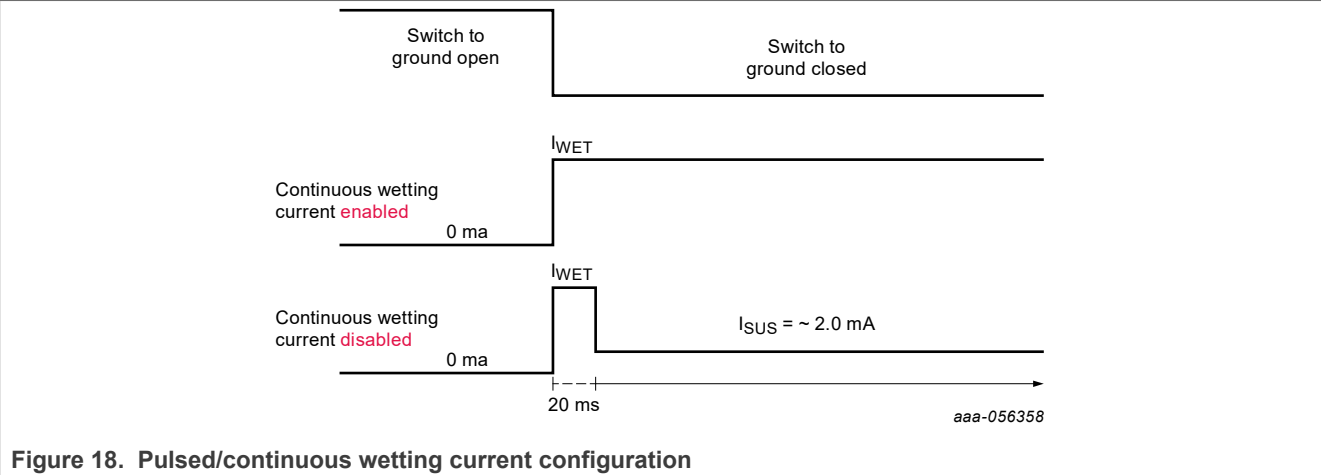 Switch to
ground open
Switch to
ground closed
IWET
Continuous wetting
current enabled
0 ma
IWET
Continuous wetting
current disabled
ISUS = ~ 2.0 mA
0 ma
20 ms
aaa-056358
Figure 18. Pulsed/continuous wetting current configuration